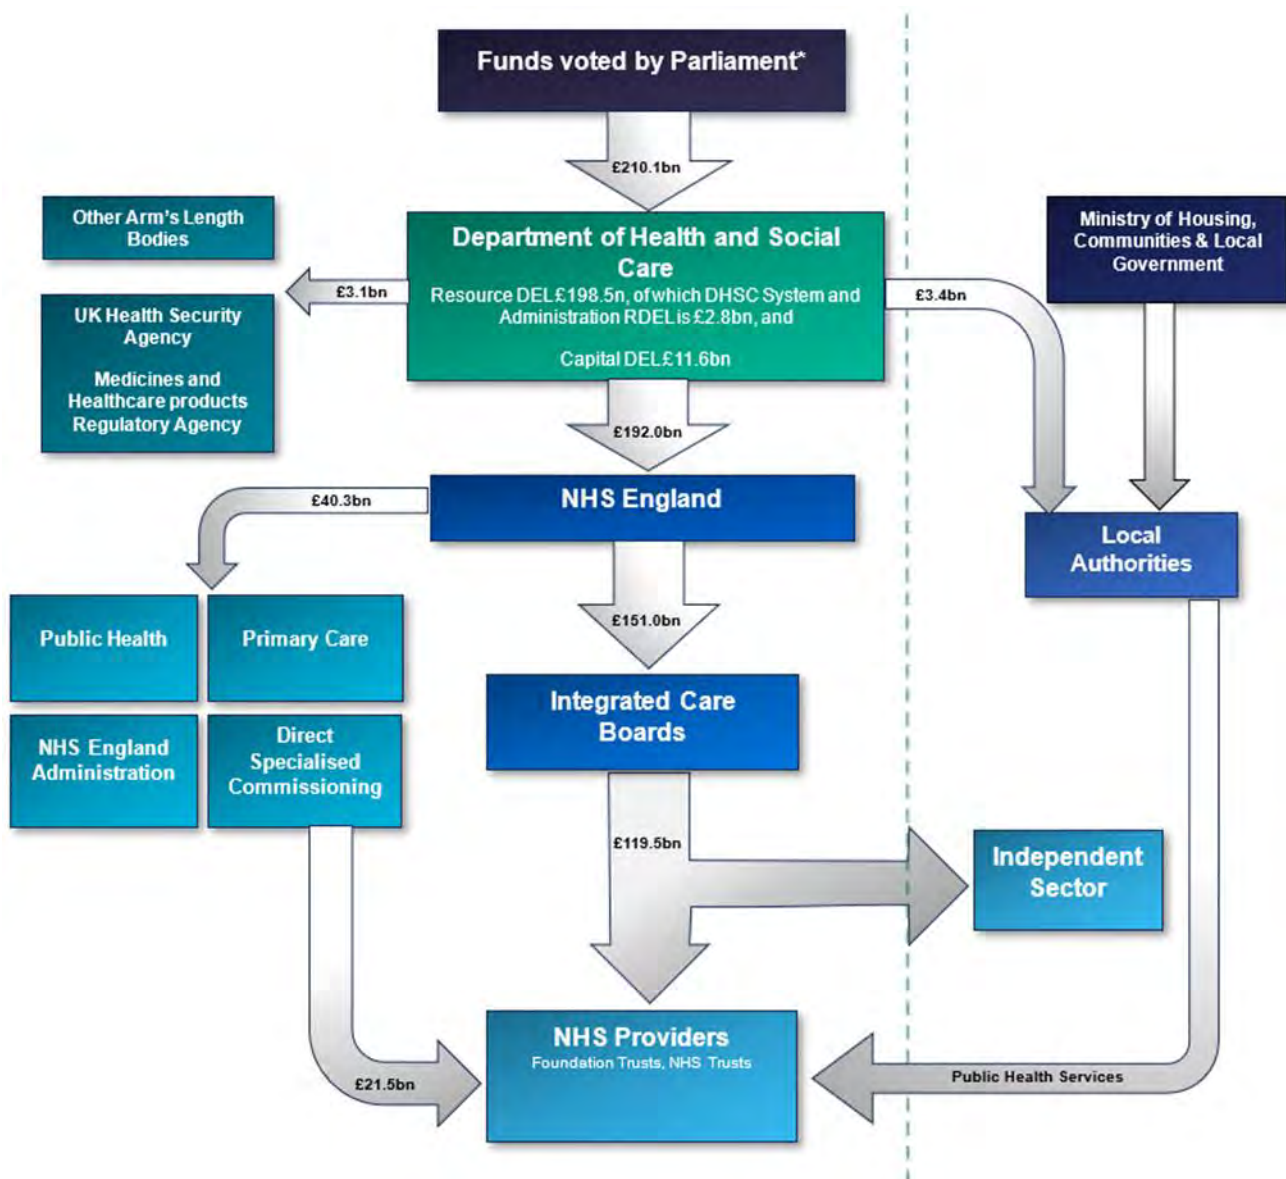 Funds voted by Parliament*
£210.1bn
Other Arm's Length
Bodies
Department of Health and Social
Care
Resource DEL £198.5n, of which DHSC System and
Administration RDEL is £2.8bn, and
Capital DEL £11.6bn
Ministry of Housing,
Communities & Local
Government
£3.1bn
£3.4bn
UK Health Security
Agency
Medicines and
Healthcare products
Regulatory Agency
£192.0bn
£40.3bn
NHS England
Local
Authorities
£151.0bn
Public Health
Primary Care
Integrated Care
Boards
NHS England
Administration
Direct
Specialised
Commissioning
£119.5bn
Independent
Sector
NHS Providers
Foundation Trusts, NHS Trusts
£21.5bn
Public Health Services